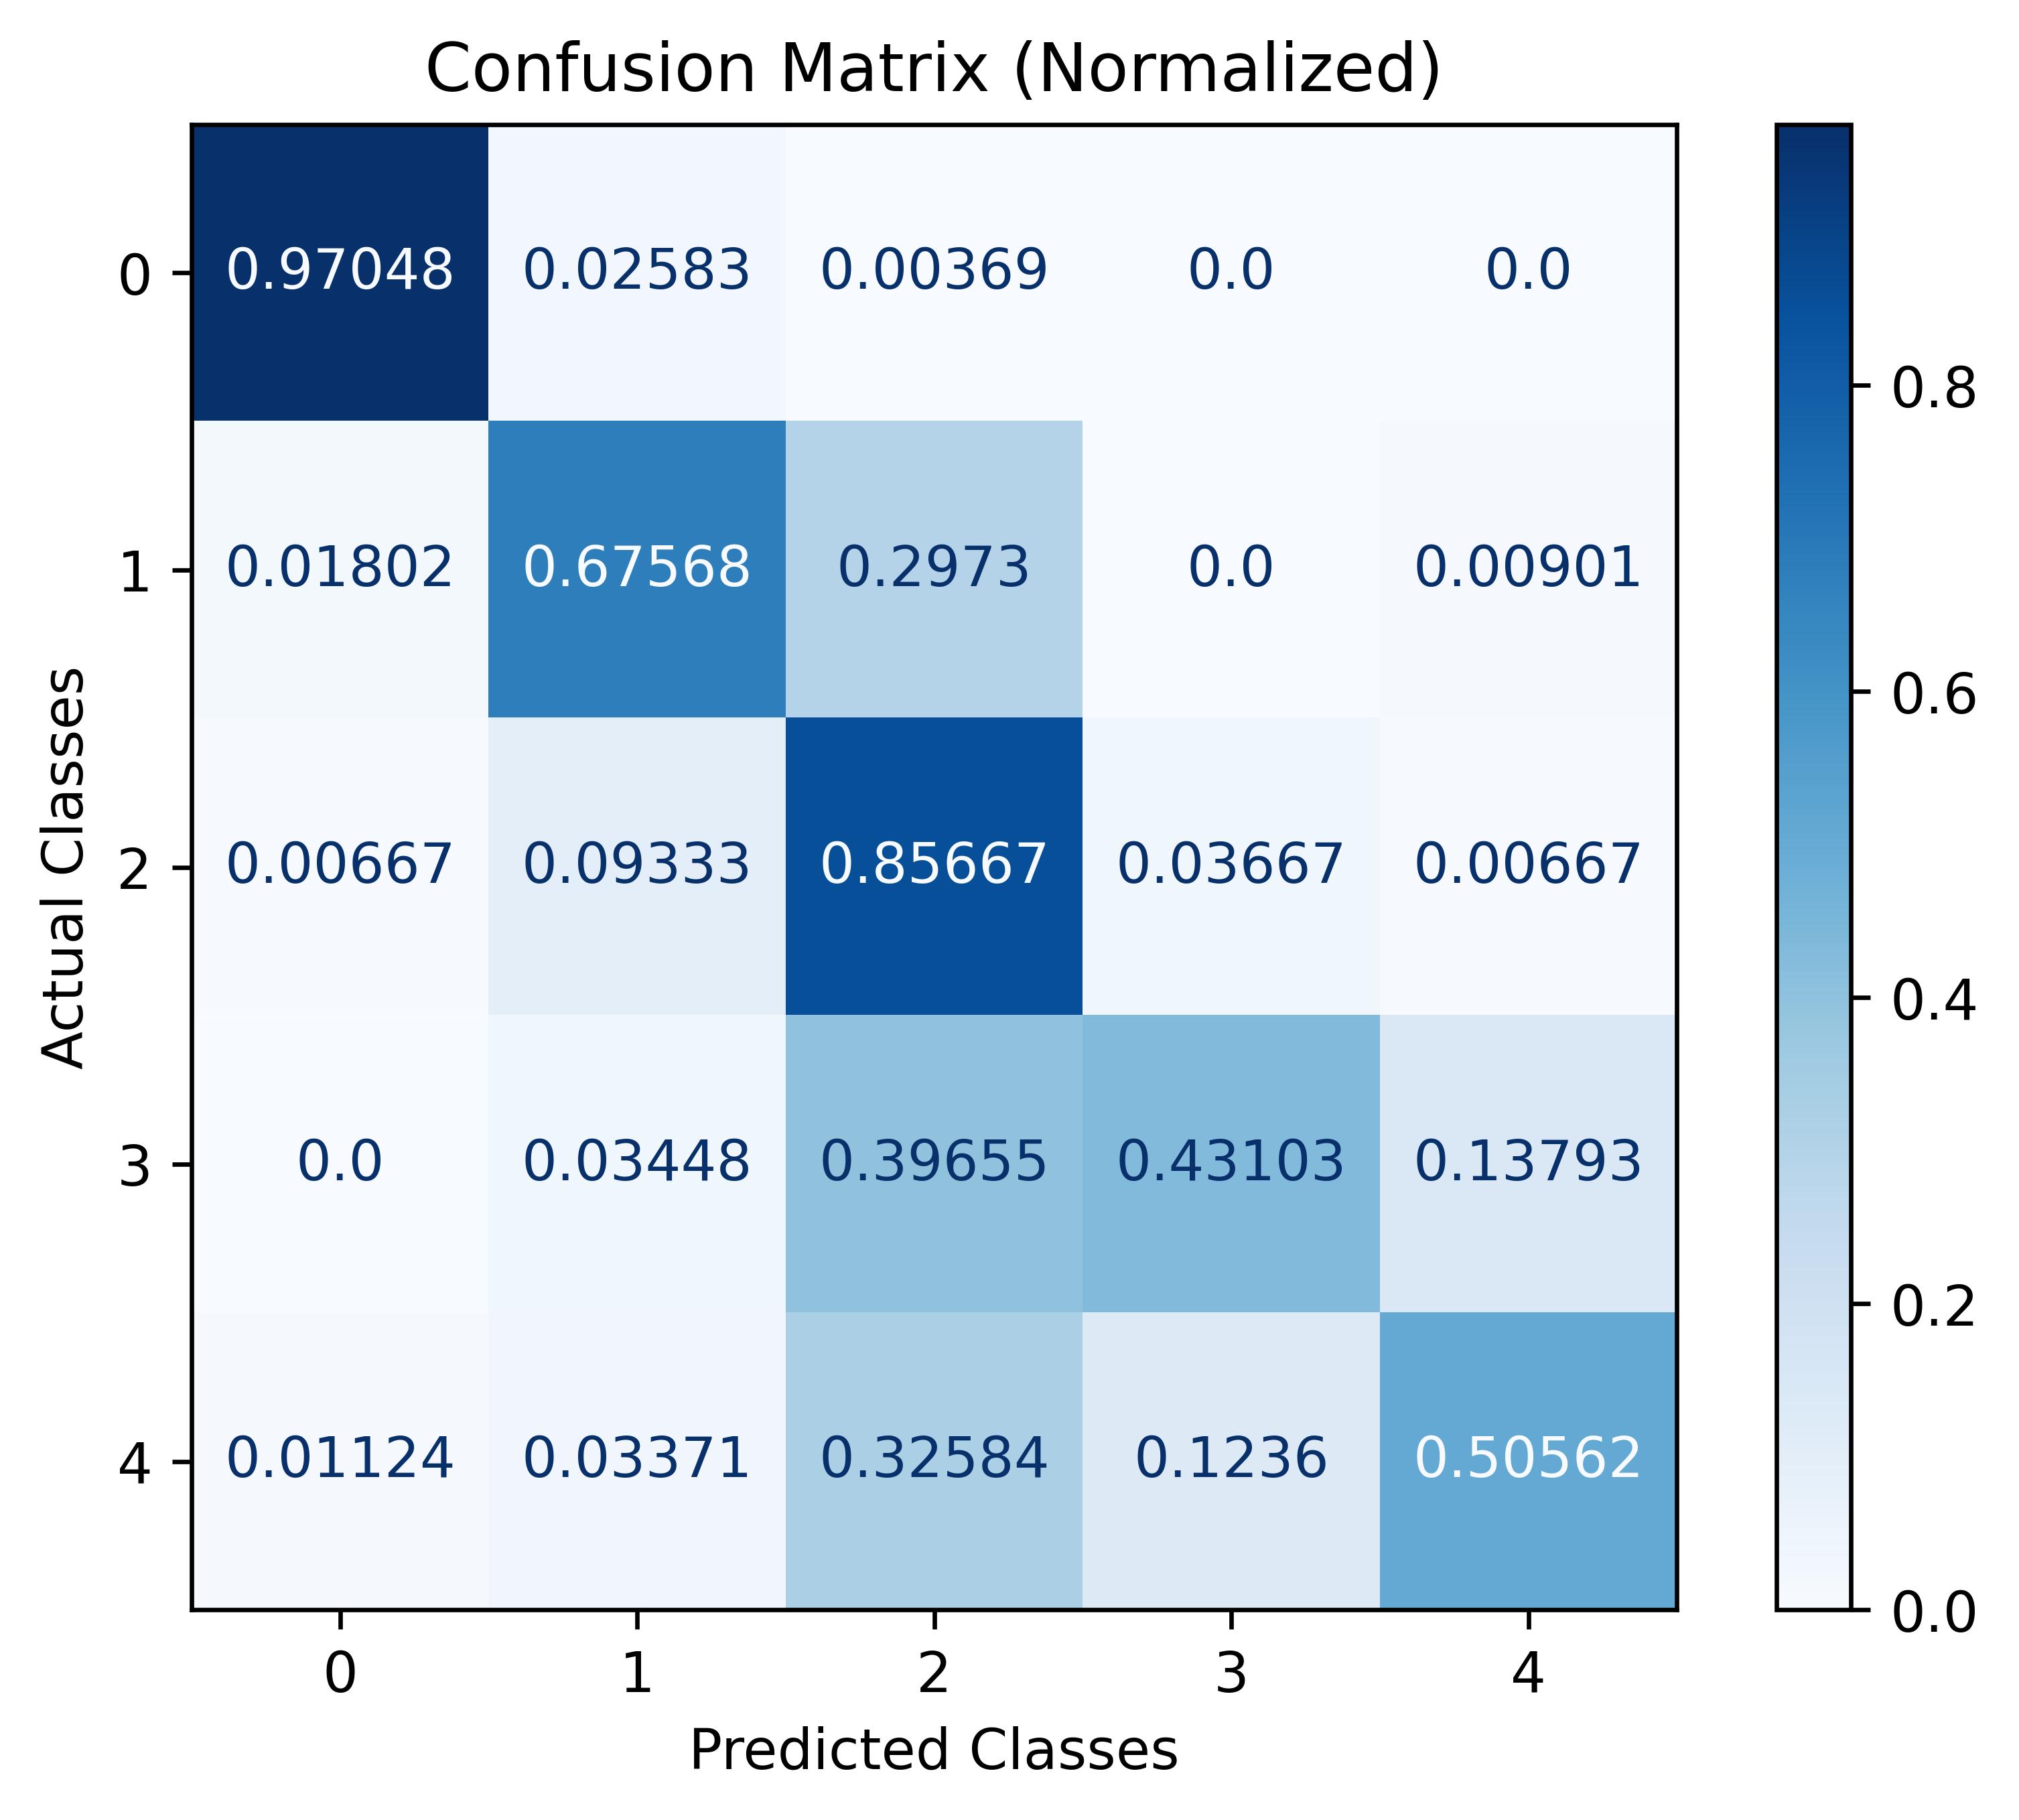 Confusion Matrix (Normalized)
0 0.97048 0.02583 0.00369 0.0 0.0
1 0.01802 0.67568 0.2973 0.0 0.00901
2 0.00667 0.09333 0.85667 0.03667 0.00667
3 0.0 0.03448 0.39655 0.43103 0.13793
4 0.01124 0.03371 0.32584 0.1236 0.50562
0 1 2 3 4
Predicted Classes
Actual Classes
0.8
0.6
0.4
0.2
0.0